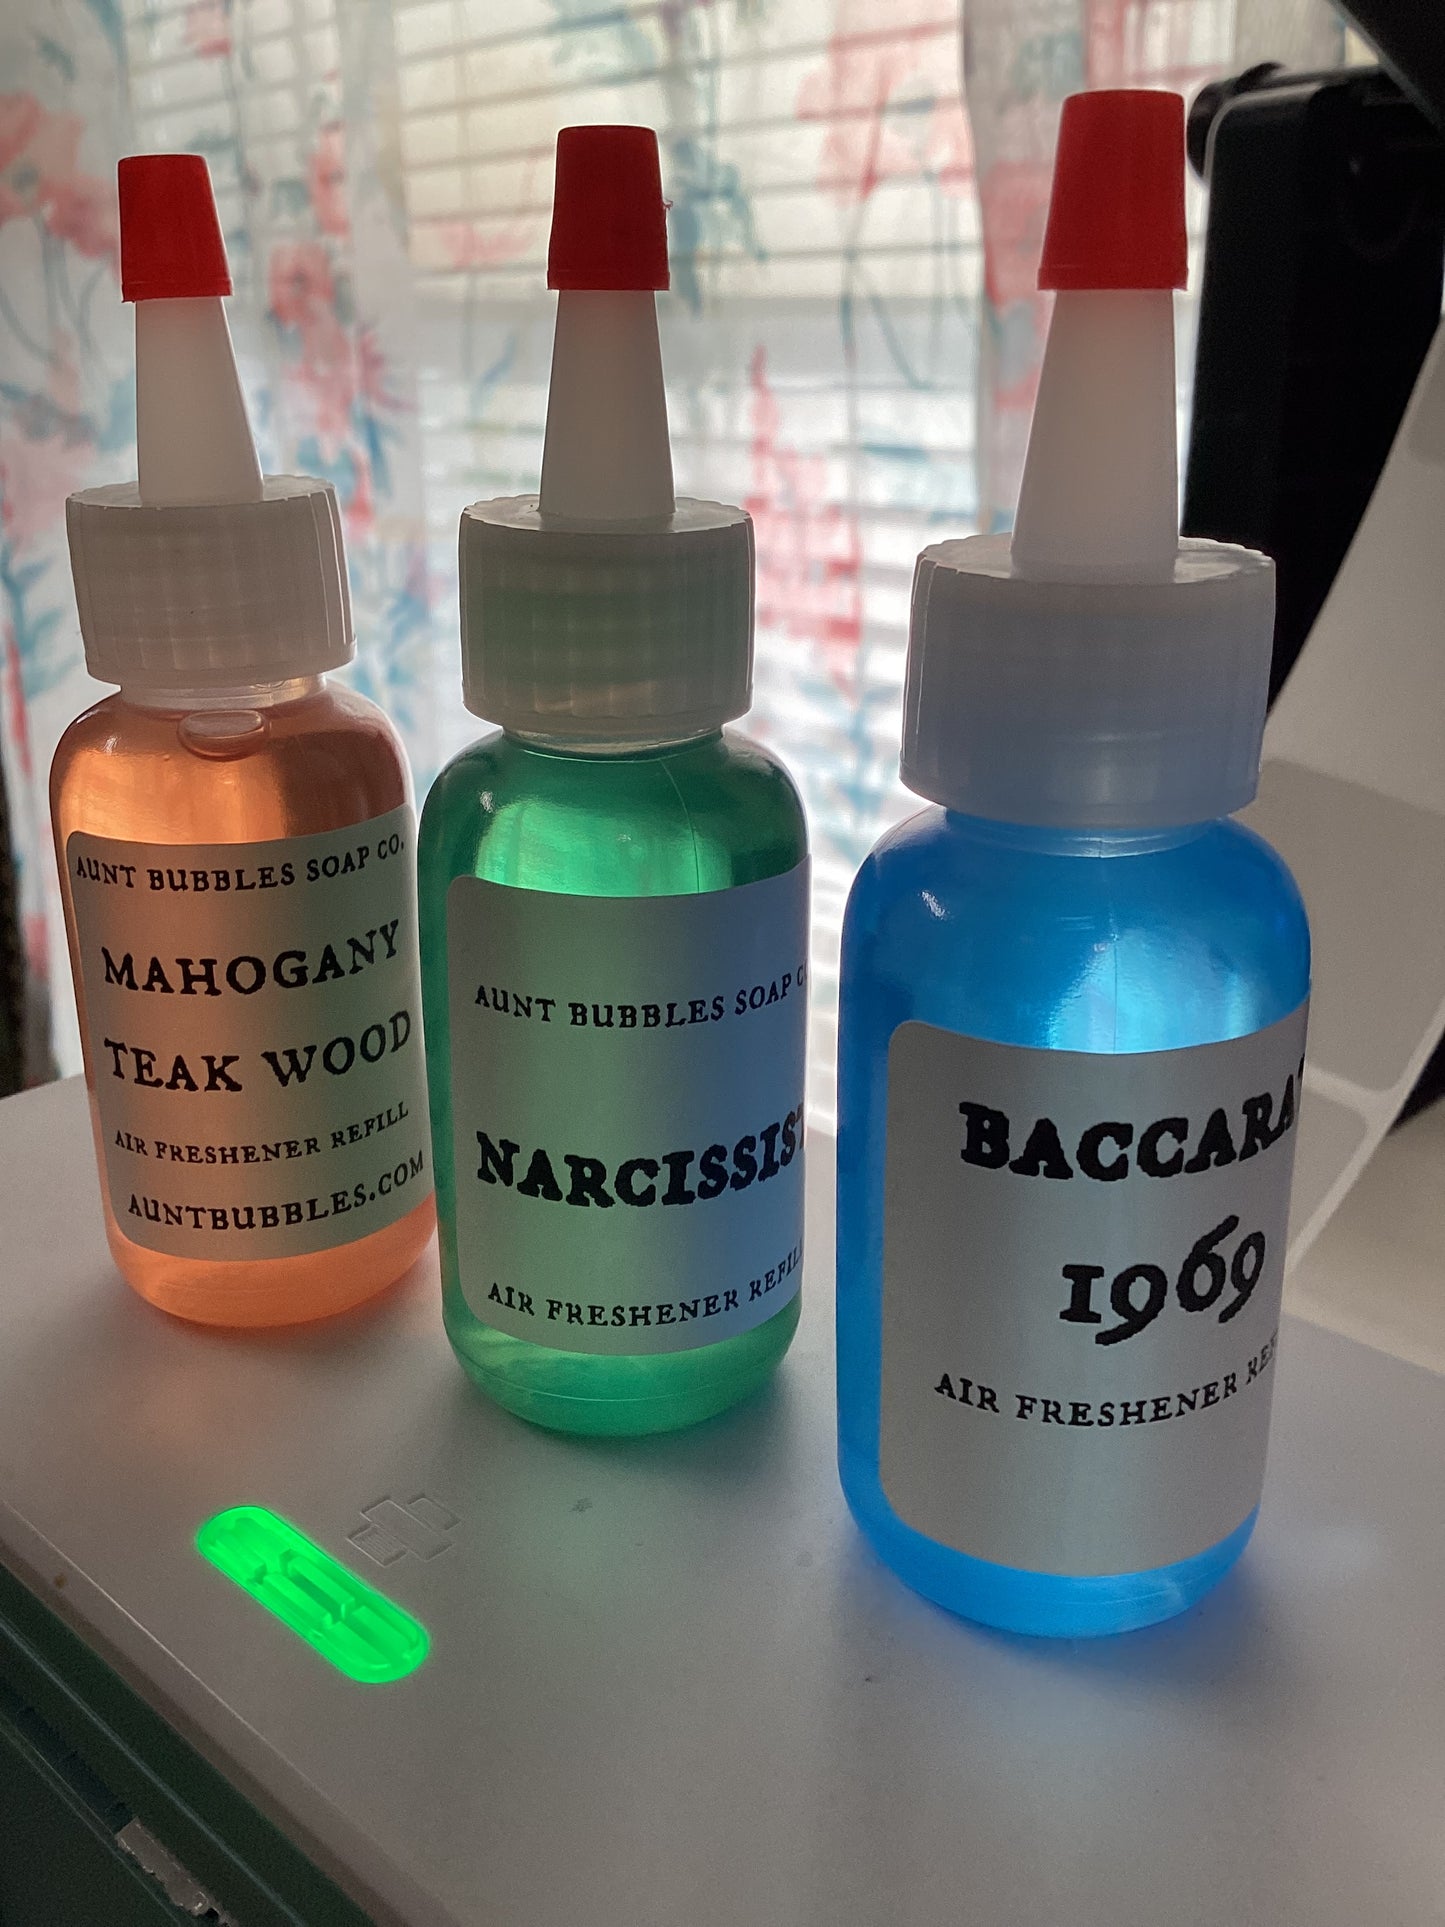 AUNT BUBBLES SOAP CO.
MAHOGANY
TEAK WOOD
AIR FRESHENER REFILL
AUNTBUBBLES.COM
AUNT BUBBLES SOAP CO
NARCISSIST
AIR FRESHENER REFILL
BACCARAT
1969
AIR FRESHENER